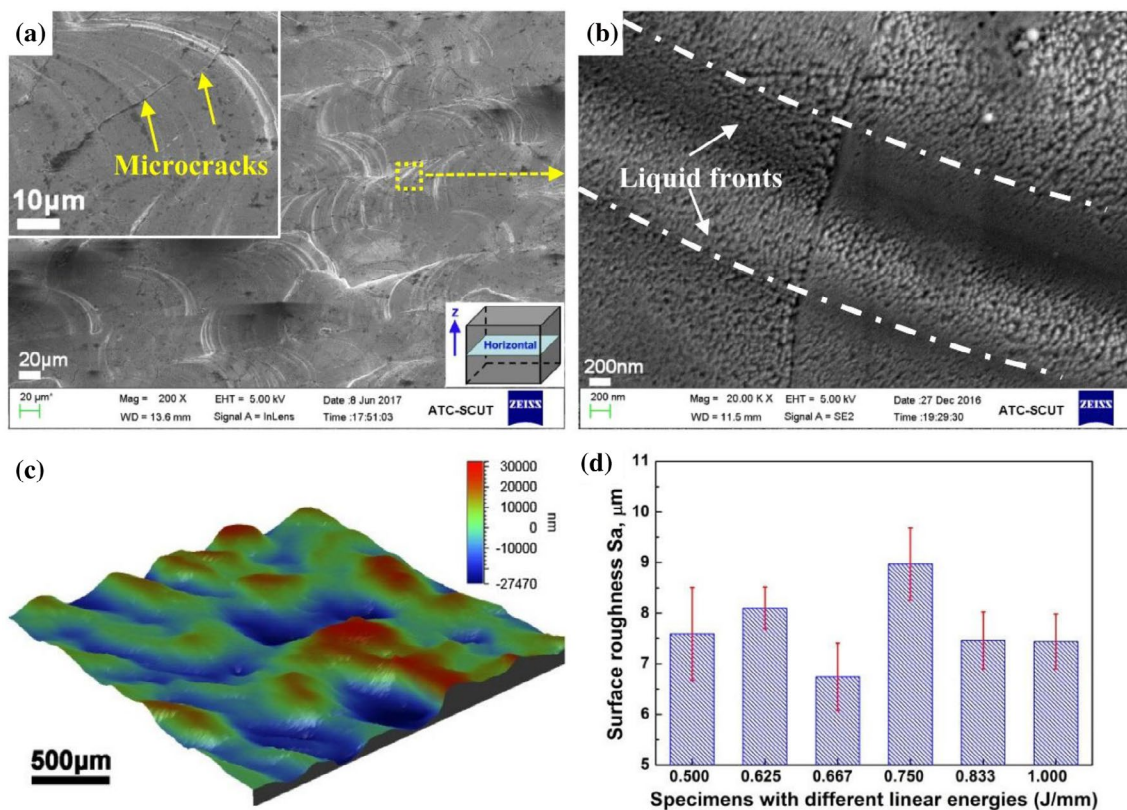 (a)
Microcracks
10μm
20μm
z
Horizontal
20 μm*
Mag = 200 X
EHT = 5.00 kV
Date :8 Jun 2017
WD = 13.6 mm
Signal A = InLens
Time :17:51:03
ATC-SCUT
ZEISS
(b)
Liquid fronts
200nm
200 nm
Mag = 20.00 K X
EHT = 5.00 kV
Date :27 Dec 2016
WD = 11.5 mm
Signal A = SE2
Time :19:29:30
ATC-SCUT
ZEISS
(c)
30000
20000
10000
0
-10000
-27470
nm
500μm
(d)
Surface roughness Sa, μm
11
10
9
8
7
6
5
0.500 0.625 0.667 0.750 0.833 1.000
Specimens with different linear energies (J/mm)